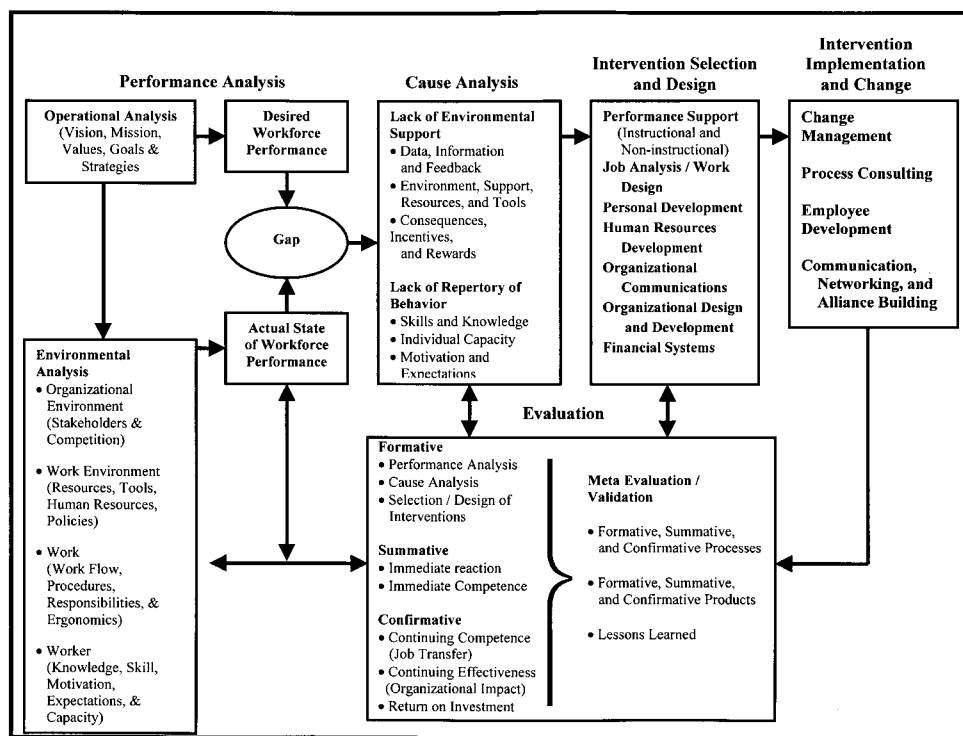 Performance Analysis
Operational Analysis
(Vision, Mission,
Values, Goals &
Strategies
Desired
Workforce
Performance
Gap
Actual State
of Workforce
Performance
Environmental
Analysis
• Organizational
Environment
(Stakeholders &
Competition)
• Work Environment
(Resources, Tools,
Human Resources,
Policies)
• Work
(Work Flow,
Procedures,
Responsibilities, &
Ergonomics)
• Worker
(Knowledge, Skill,
Motivation,
Expectations, &
Capacity)
Cause Analysis
Lack of Environmental
Support
• Data, Information
and Feedback
• Environment, Support,
Resources, and Tools
• Consequences,
Incentives,
and Rewards
Lack of Repertory of
Behavior
• Skills and Knowledge
• Individual Capacity
• Motivation and
Expectations
Intervention Selection
and Design
Performance Support
(Instructional and
Non-instructional)
Job Analysis / Work
Design
Personal Development
Human Resources
Development
Organizational
Communications
Organizational Design
and Development
Financial Systems
Intervention
Implementation
and Change
Change
Management
Process Consulting
Employee
Development
Communication,
Networking, and
Alliance Building
Evaluation
Formative
• Performance Analysis
• Cause Analysis
• Selection / Design of
Interventions
Summative
• Immediate reaction
• Immediate Competence
Confirmative
• Continuing Competence
(Job Transfer)
• Continuing Effectiveness
(Organizational Impact)
• Return on Investment
Meta Evaluation /
Validation
• Formative, Summative,
and Confirmative Processes
• Formative, Summative,
and Confirmative Products
• Lessons Learned